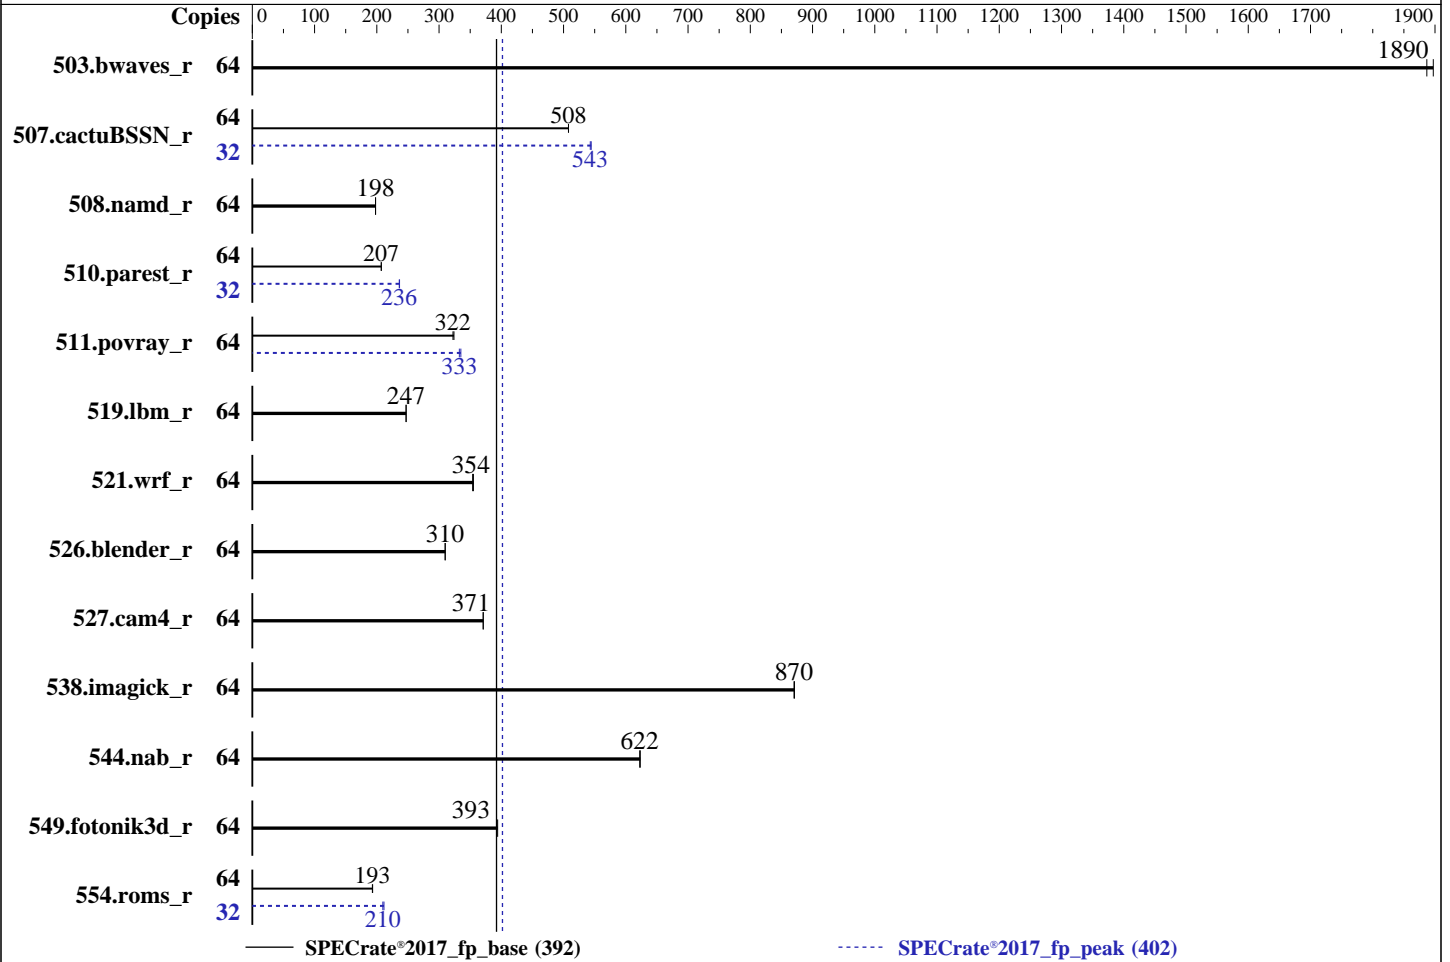 Copies 0 100 200 300 400 500 600 700 800 900 1000 1100 1200 1300 1400 1500 1600 1700 1900
503.bwaves_r 64 1890
507.cactuBSSN_r 64 508
32 543
508.namd_r 64 198
510.parest_r 64 207
32 236
511.povray_r 64 322
333
519.lbm_r 64 247
521.wrf_r 64 354
526.blender_r 64 310
527.cam4_r 64 371
538.imagick_r 64 870
544.nab_r 64 622
549.fotonik3d_r 64 393
554.roms_r 64 193
32 210
SPECrate®2017_fp_base (392) SPECrate®2017_fp_peak (402)